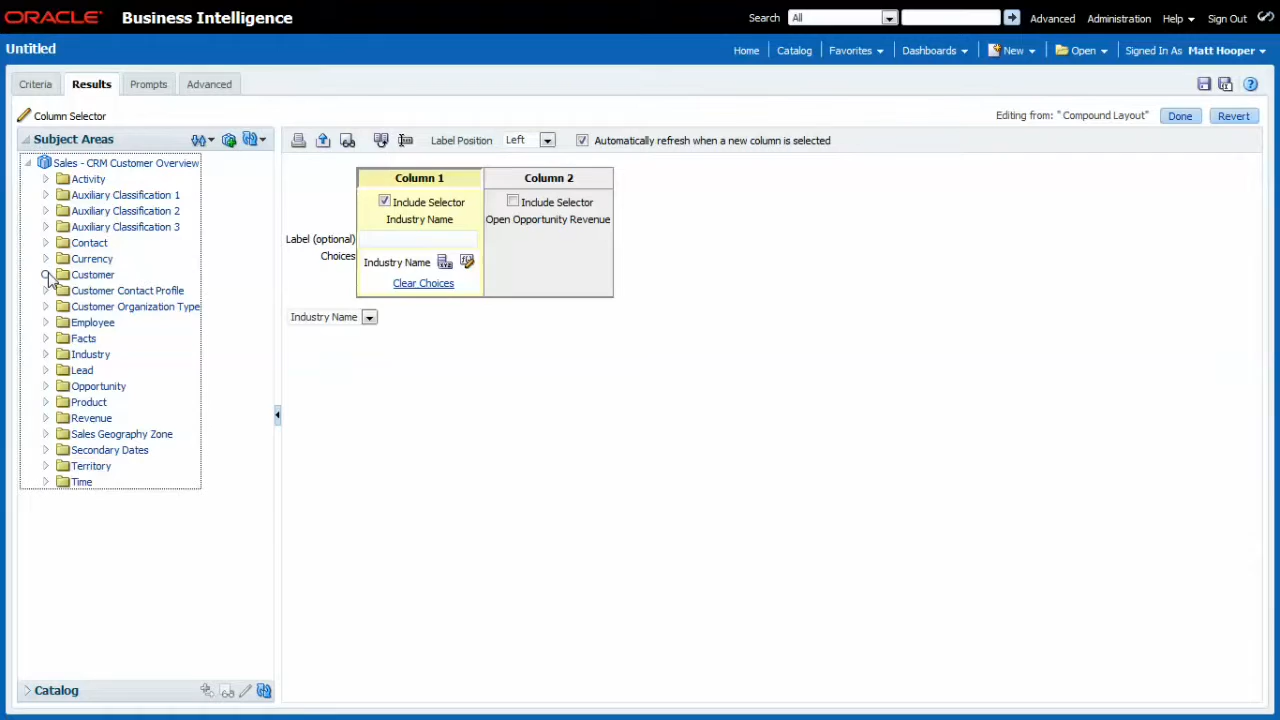 ORACLE Business Intelligence Search All Advanced Administration Help Sign Out
Untitled Home Catalog Favorites Dashboards New Open Signed In As Matt Hooper
Criteria Results Prompts Advanced
Column Selector Editing from: "Compound Layout" Done Revert
Subject Areas Label Position Left Automatically refresh when a new column is selected
Sales - CRM Customer Overview
Activity
Auxiliary Classification 1
Auxiliary Classification 2
Auxiliary Classification 3
Contact
Currency
Customer
Customer Contact Profile
Customer Organization Type
Employee
Facts
Industry
Lead
Opportunity
Product
Revenue
Sales Geography Zone
Secondary Dates
Territory
Time
Column 1 Column 2
Include Selector Include Selector
Industry Name Open Opportunity Revenue
Label (optional)
Choices Industry Name
Clear Choices
Industry Name
Catalog